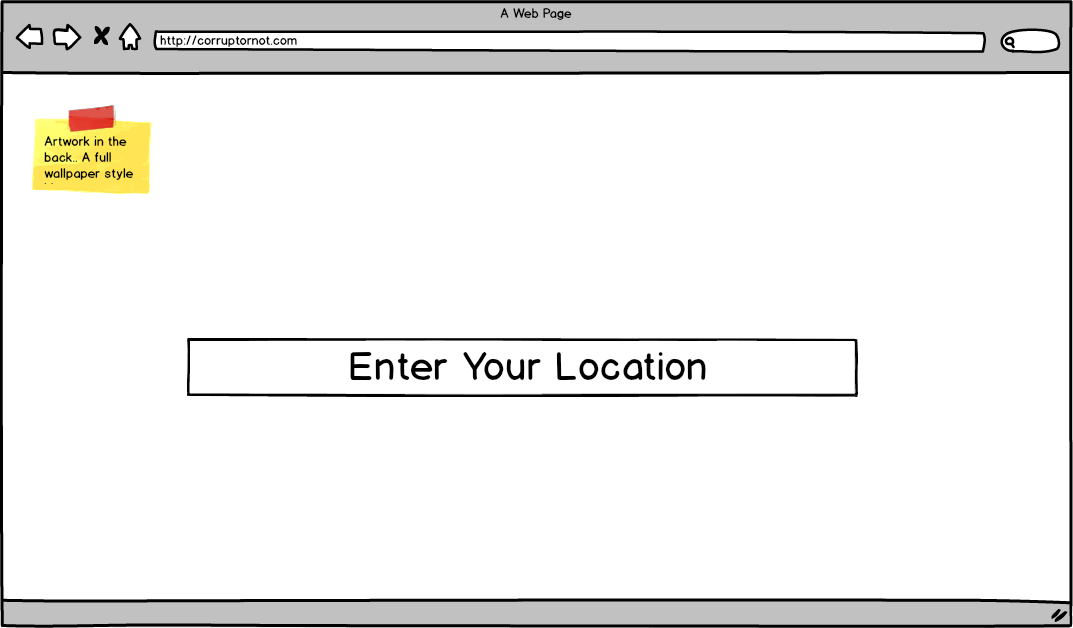 A Web Page
http://corruptornot.com
Artwork in the
back.. A full
wallpaper style
Enter Your Location